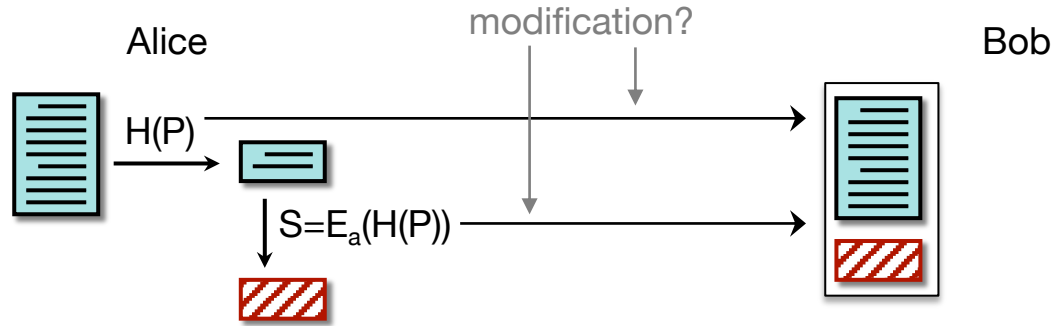 modification?
Alice
Bob
H(P)
S=Eₐ(H(P))